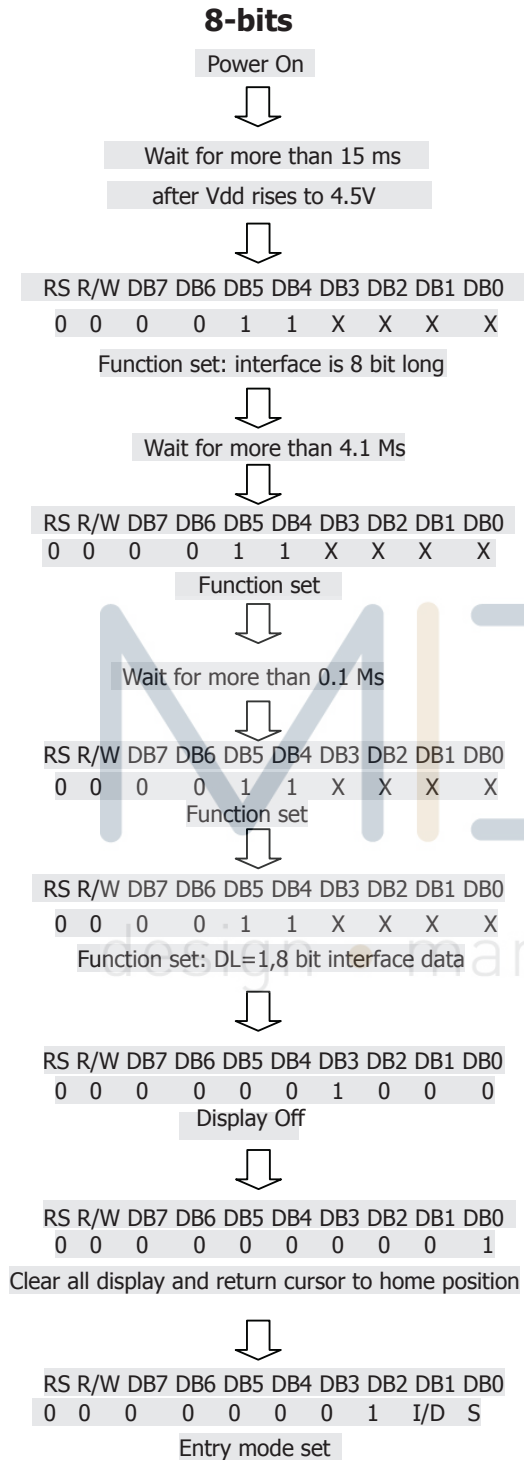 8-bits
Power On
Wait for more than 15 ms
after Vdd rises to 4.5V
RS R/W DB7 DB6 DB5 DB4 DB3 DB2 DB1 DB0
0 0 0 0 1 1 X X X X
Function set: interface is 8 bit long
Wait for more than 4.1 Ms
RS R/W DB7 DB6 DB5 DB4 DB3 DB2 DB1 DB0
0 0 0 0 1 1 X X X X
Function set
Wait for more than 0.1 Ms
RS R/W DB7 DB6 DB5 DB4 DB3 DB2 DB1 DB0
0 0 0 0 1 1 X X X X
Function set
RS R/W DB7 DB6 DB5 DB4 DB3 DB2 DB1 DB0
0 0 0 0 1 1 X X X X
Function set: DL=1,8 bit interface data
RS R/W DB7 DB6 DB5 DB4 DB3 DB2 DB1 DB0
0 0 0 0 0 0 1 0 0 0
Display Off
RS R/W DB7 DB6 DB5 DB4 DB3 DB2 DB1 DB0
0 0 0 0 0 0 0 0 0 1
Clear all display and return cursor to home position
RS R/W DB7 DB6 DB5 DB4 DB3 DB2 DB1 DB0
0 0 0 0 0 0 0 1 I/D S
Entry mode set